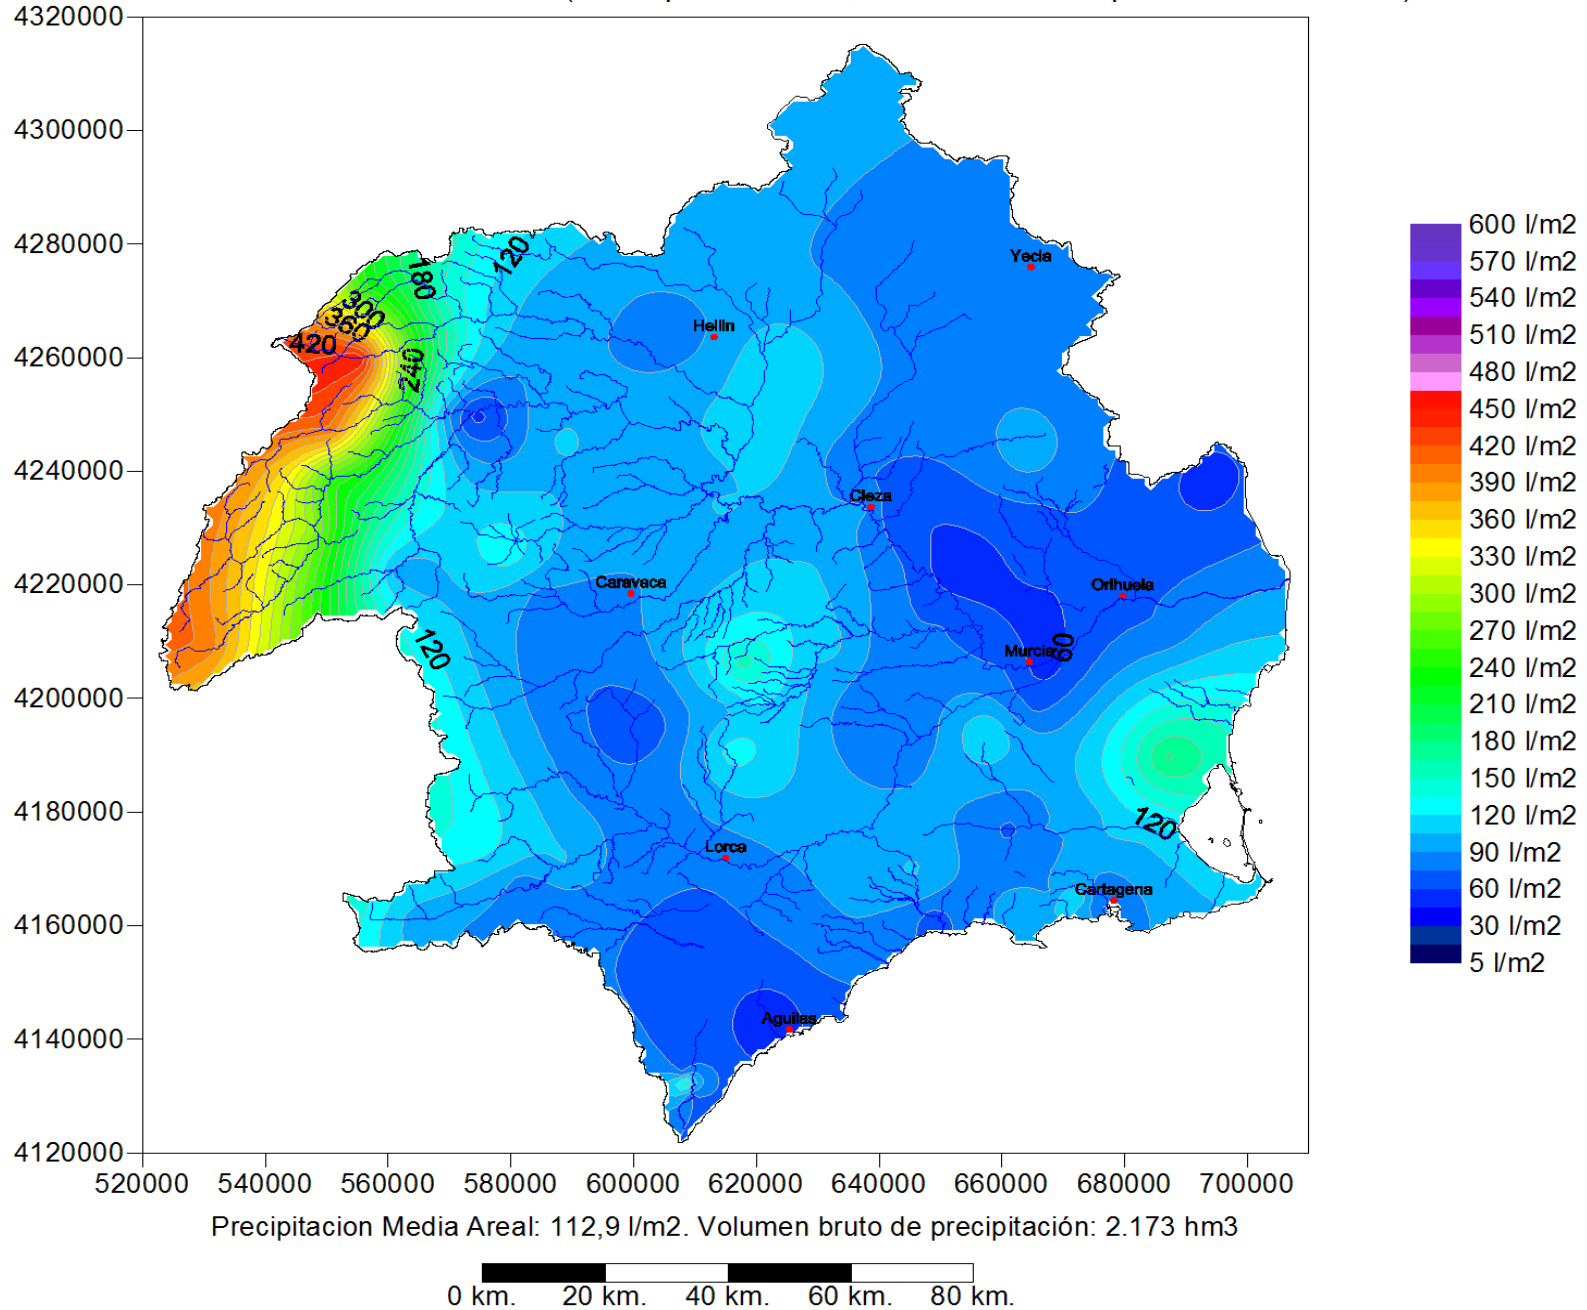 4320000
4300000
4280000
4260000
4240000
4220000
4200000
4180000
4160000
4140000
4120000
520000 540000 560000 580000 600000 620000 640000 660000 680000 700000
120
180
300
360
420
240
Yecla
Hellin
Cieza
Caravaca
Orihuela
120
Murcia
60
120
Lorca
Cartagena
Aguilas
600 l/m2
570 l/m2
540 l/m2
510 l/m2
480 l/m2
450 l/m2
420 l/m2
390 l/m2
360 l/m2
330 l/m2
300 l/m2
270 l/m2
240 l/m2
210 l/m2
180 l/m2
150 l/m2
120 l/m2
90 l/m2
60 l/m2
30 l/m2
5 l/m2
Precipitacion Media Areal: 112,9 l/m2. Volumen bruto de precipitación: 2.173 hm3
0 km. 20 km. 40 km. 60 km. 80 km.